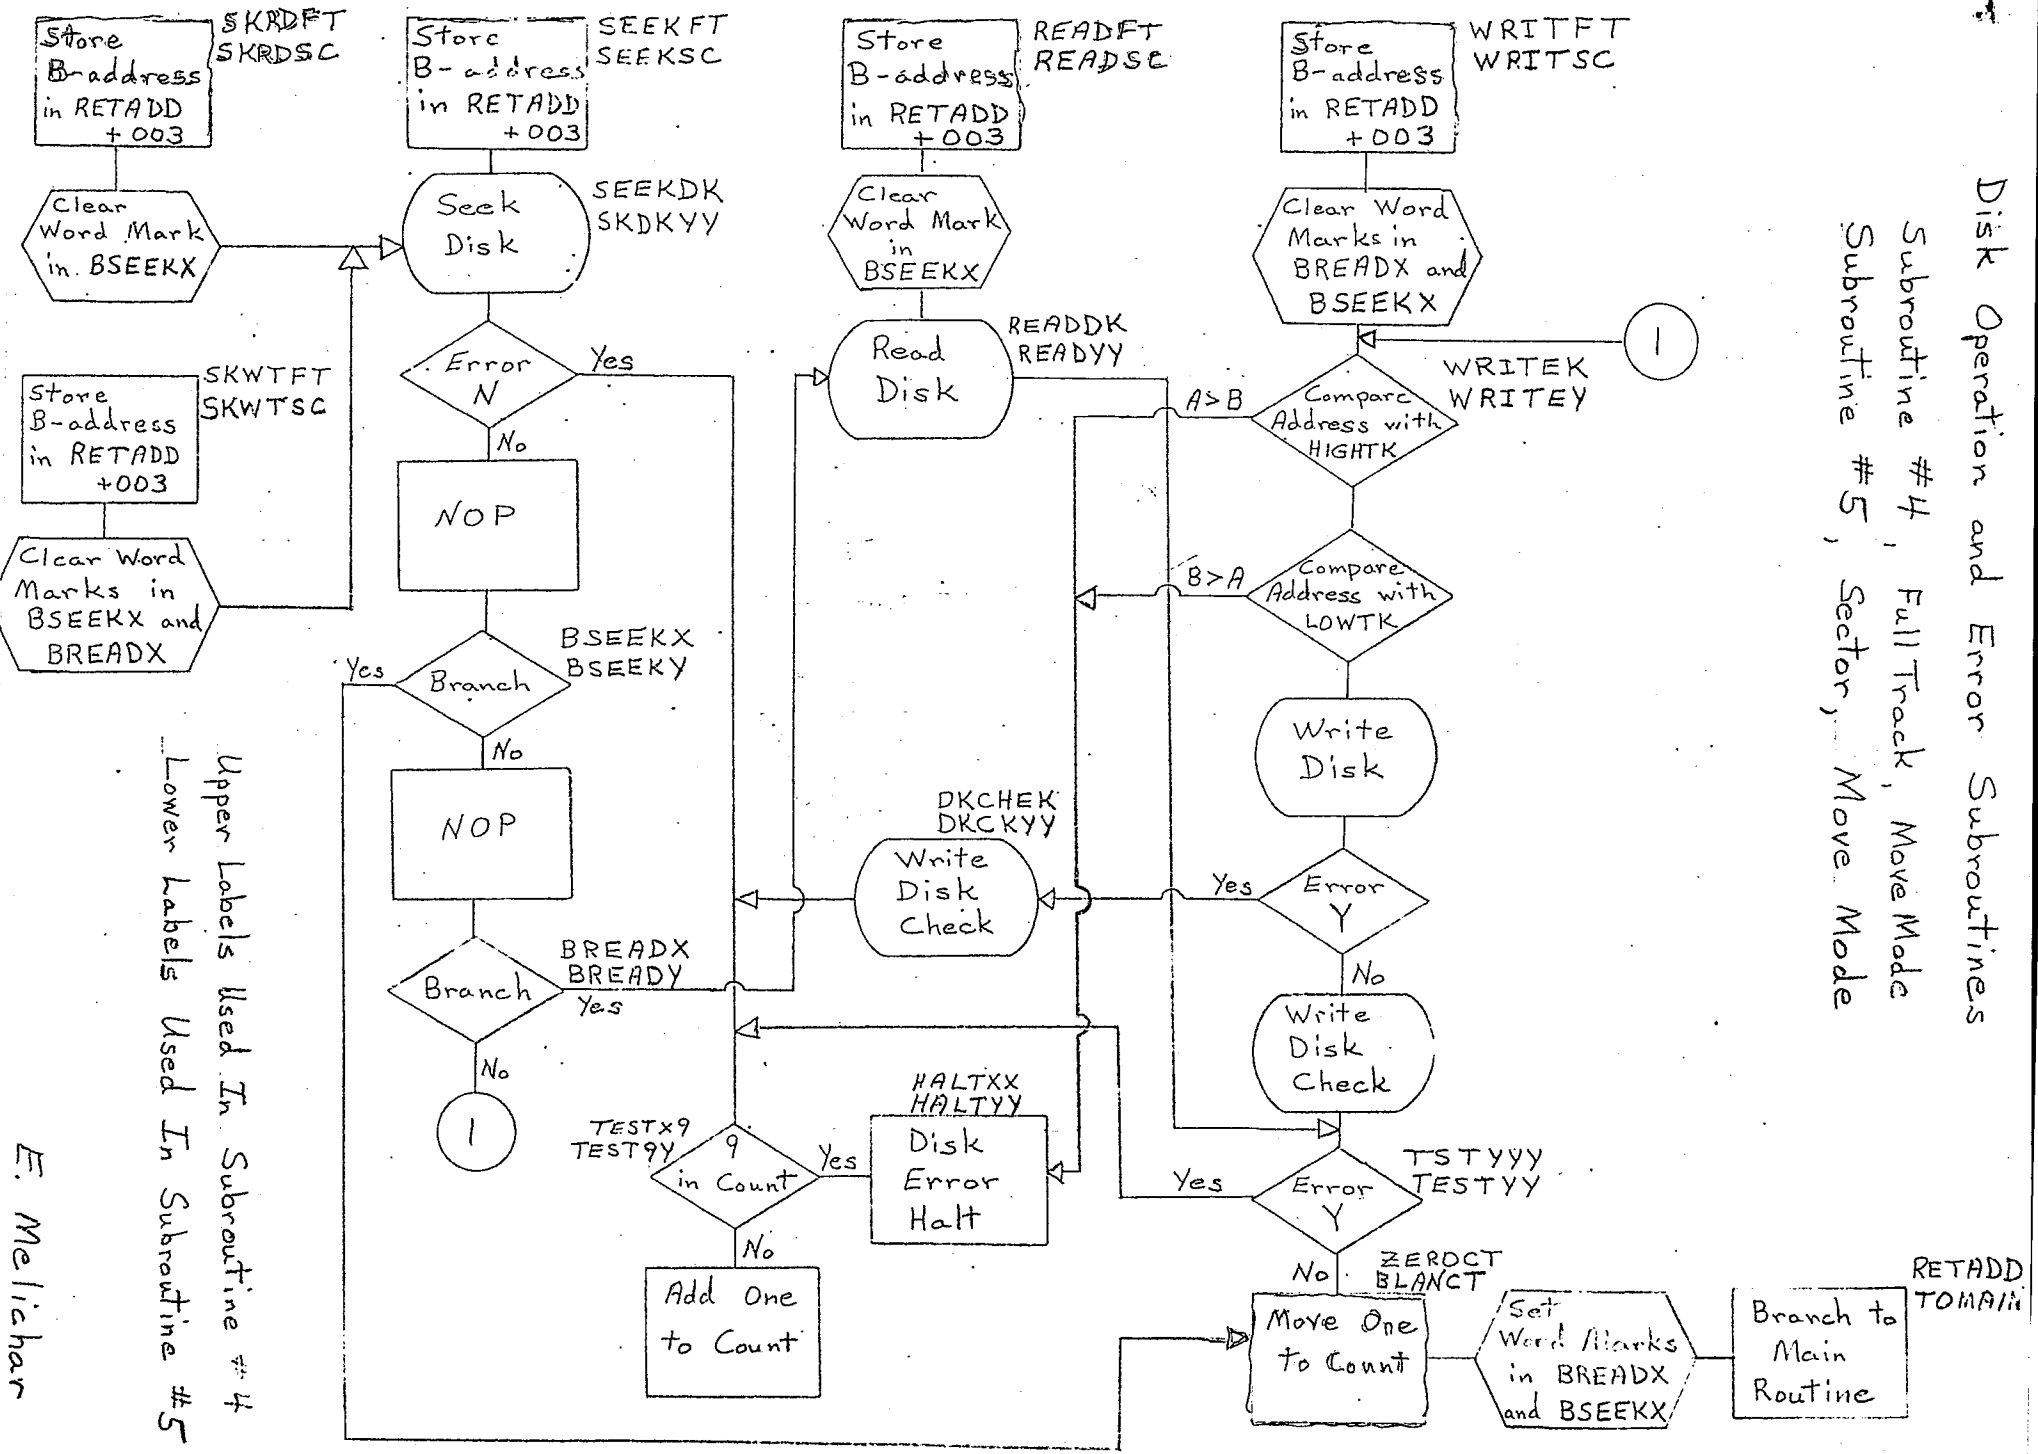 Disk Operation and Error Subroutines
Subroutine #4, Full Track, Move Mode
Subroutine #5, Sector, Move Mode
SKRDFT
SKRDSC
Store
B-address
in RETADD
+003
Clear
Word Mark
in BSEEKX
SKWTFT
SKWTSC
Store
B-address
in RETADD
+003
Clear Word
Marks in
BSEEKX and
BREADX
SEEKFT
SEEKSC
Store
B-address
in RETADD
+003
SEEKDK
SKDKYY
Seek
Disk
Error
N
Yes
No
NOP
BSEEKX
BSEEKY
Branch
Yes
No
NOP
BREADX
BREADY
Branch
Yes
No
1
READFT
READSC
Store
B-address
in RETADD
+003
Clear
Word Mark
in
BSEEKX
READDK
READYY
Read
Disk
DKCHEK
DKCKYY
Write
Disk
Check
HALTXX
HALTYY
Disk
Error
Halt
TESTX9
TEST9Y
9
in Count
Yes
No
Add One
to Count
WRITFT
WRITSC
Store
B-address
in RETADD
+003
Clear Word
Marks in
BREADX and
BSEEKX
1
WRITEK
WRITEY
A>B
Compare
Address with
HIGHTK
B>A
Compare
Address with
LOWTK
Write
Disk
Yes
Error
Y
No
Write
Disk
Check
TSTYYY
TESTYY
Yes
Error
Y
No
ZEROCT
BLANCT
Move One
to Count
Set
Word Marks
in BREADX
and BSEEKX
RETADD
TOMAIN
Branch to
Main
Routine
Upper Labels Used In Subroutine #4
Lower Labels Used In Subroutine #5
E. Melichar